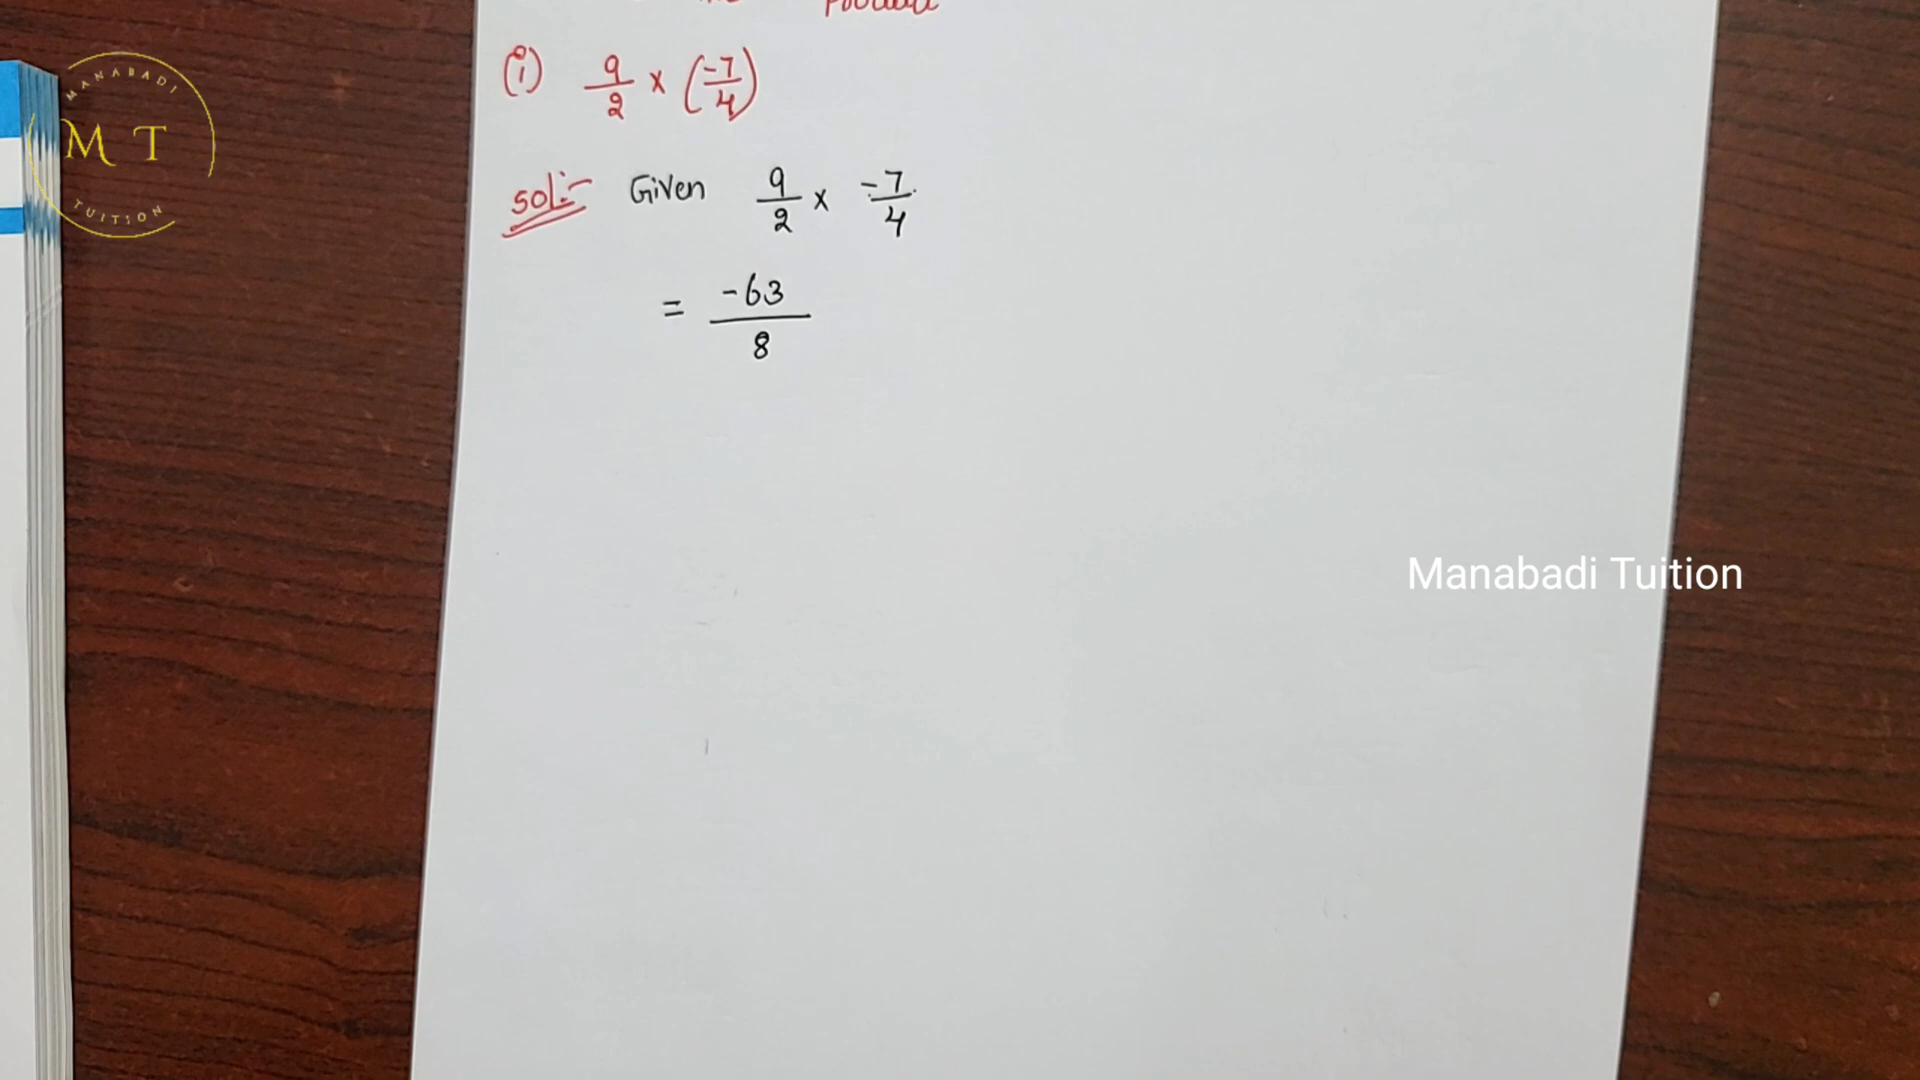 (i) 9/2 × (-7/4)
Sol:- Given 9/2 × -7/4
= -63/8
MANABADI
M T
TUITION
Manabadi Tuition